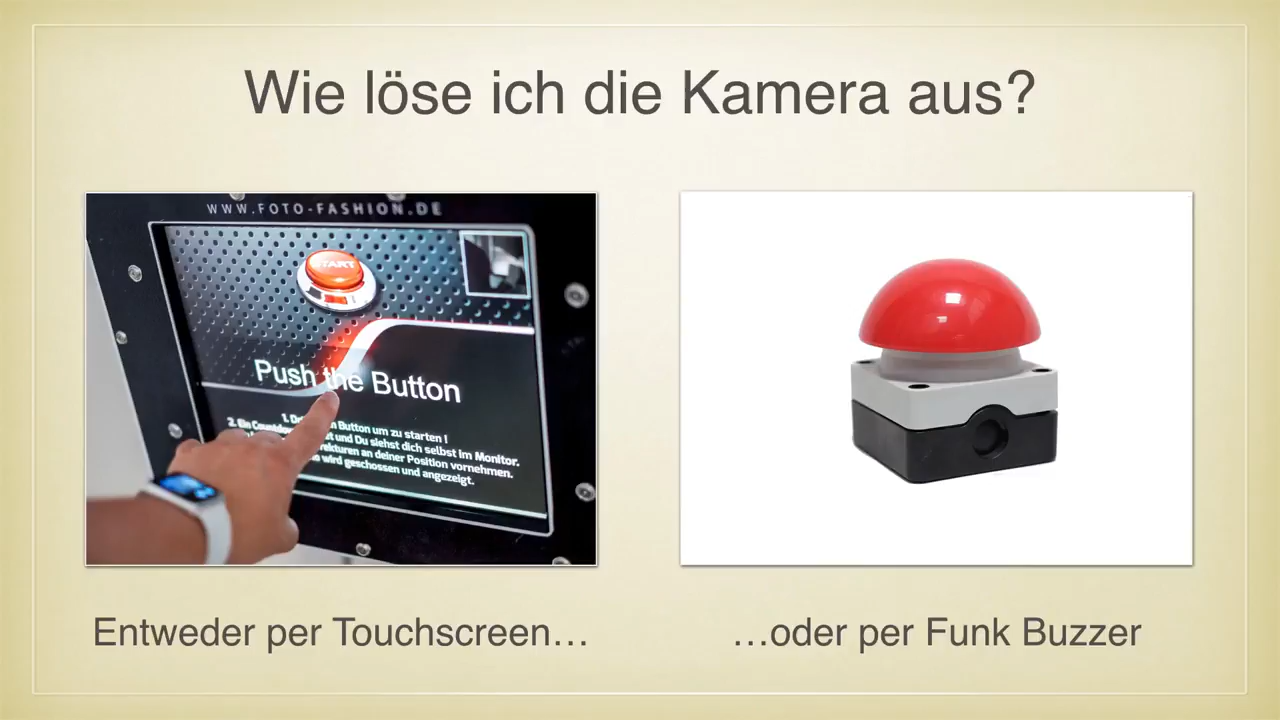 Wie löse ich die Kamera aus?
WWW.FOTO-FASHION.DE
START
Push the Button
1. Button um zu starten !
2. Ein und Du siehst dich selbst im Monitor.
an deiner Position vornehmen.
wird geschossen und angezeigt.
Entweder per Touchscreen…
…oder per Funk Buzzer